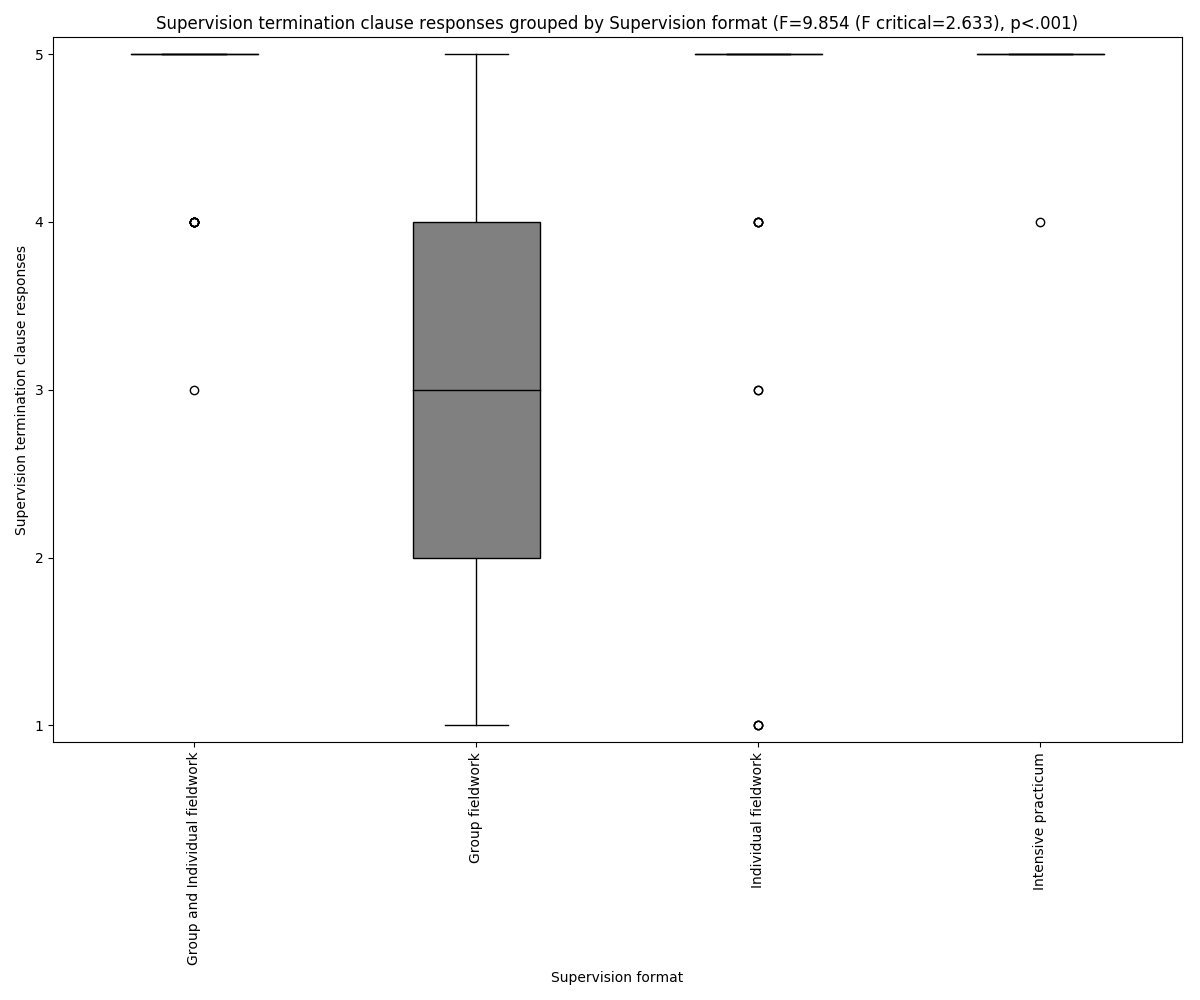 Supervision termination clause responses grouped by Supervision format (F=9.854 (F critical=2.633), p<.001)
Supervision termination clause responses
5
4
3
2
1
Group and Individual fieldwork
Group fieldwork
Individual fieldwork
Intensive practicum
Supervision format